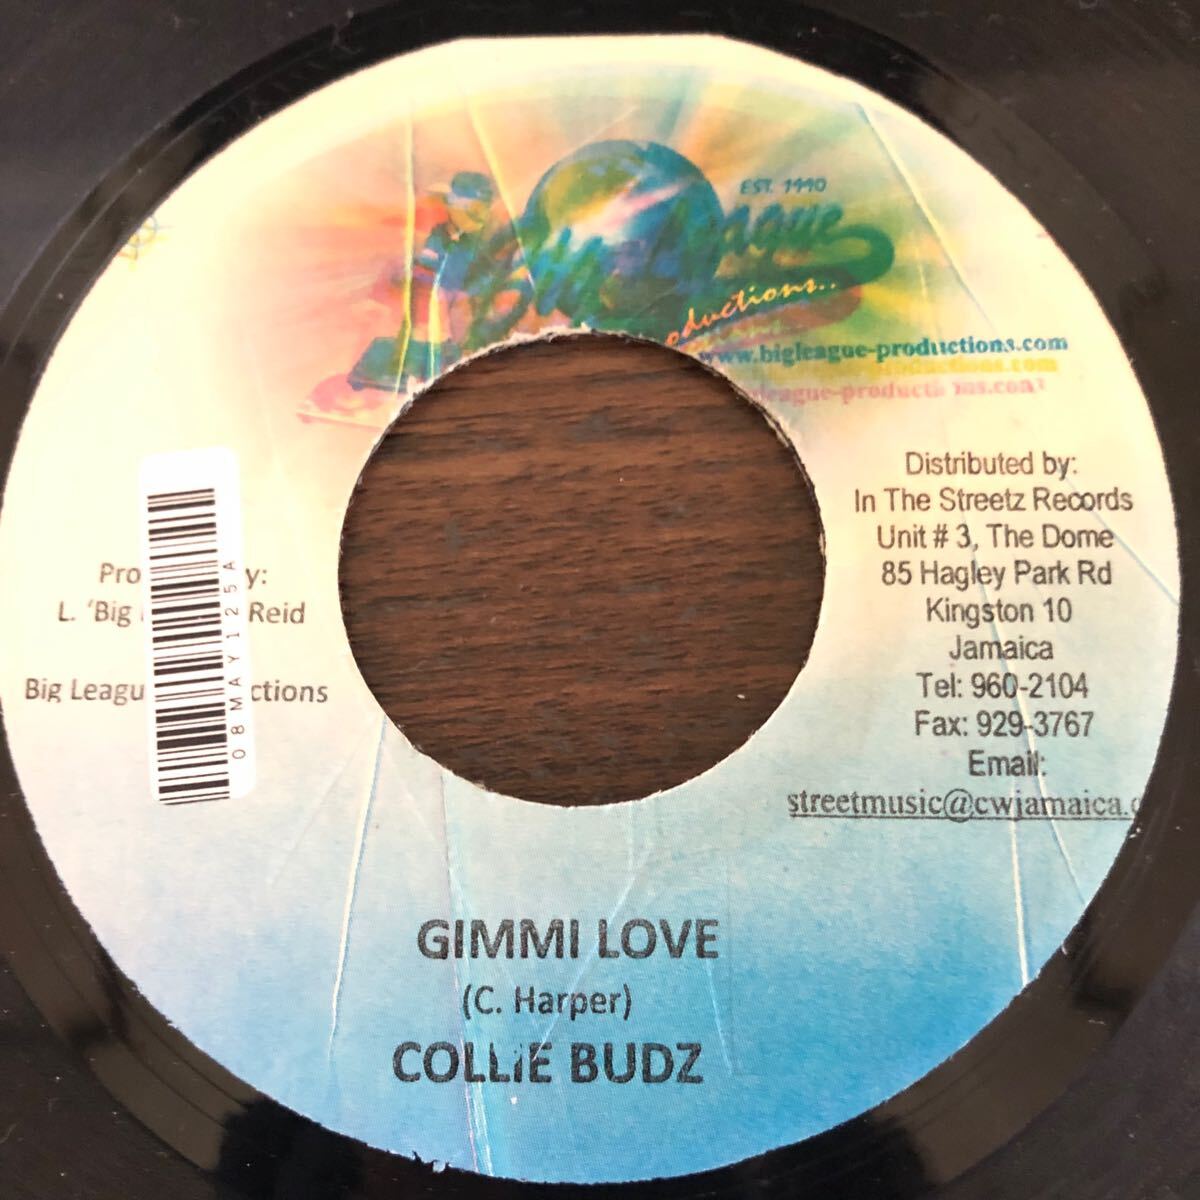 EST. 1990
Big League
Productions..
www.bigleague-productions.com
Distributed by:
In The Streetz Records
Unit # 3, The Dome
85 Hagley Park Rd
Kingston 10
Jamaica
Tel: 960-2104
Fax: 929-3767
Email:
streetmusic@cwjamaica.c
Pro y:
L. 'Big Reid
Big Leagu ctions
08MAY125A
GIMMI LOVE
(C. Harper)
COLLIE BUDZ